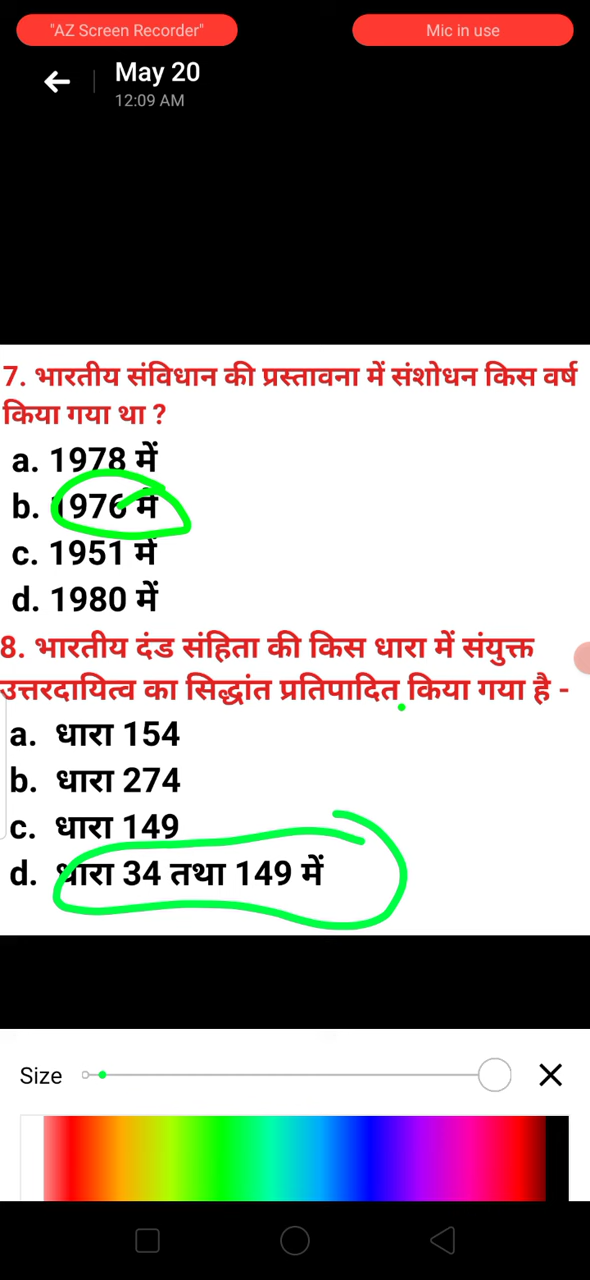 "AZ Screen Recorder"
Mic in use
May 20
12:09 AM
7. भारतीय संविधान की प्रस्तावना में संशोधन किस वर्ष
किया गया था ?
a. 1978 में
b. 1976 में
c. 1951 में
d. 1980 में
8. भारतीय दंड संहिता की किस धारा में संयुक्त
उत्तरदायित्व का सिद्धांत प्रतिपादित किया गया है -
a. धारा 154
b. धारा 274
c. धारा 149
d. धारा 34 तथा 149 में
Size